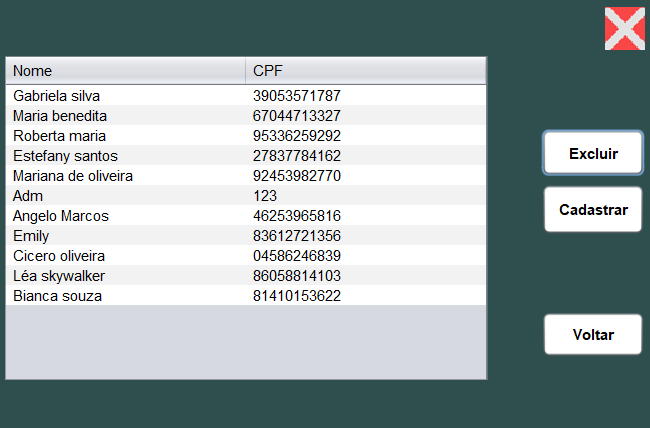 Nome CPF
Gabriela silva 39053571787
Maria benedita 67044713327
Roberta maria 95336259292
Estefany santos 27837784162
Mariana de oliveira 92453982770
Adm 123
Angelo Marcos 46253965816
Emily 83612721356
Cicero oliveira 04586246839
Léa skywalker 86058814103
Bianca souza 81410153622
Excluir
Cadastrar
Voltar